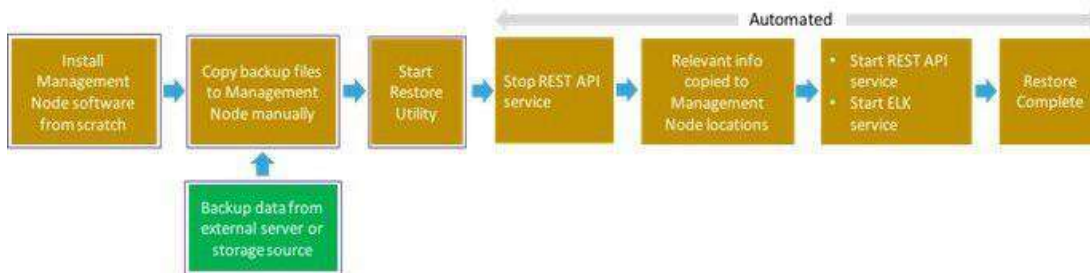 Automated
Install
Management
Node software
from scratch
Copy backup files
to Management
Node manually
Start
Restore
Utility
Stop REST API
service
Relevant info
copied to
Management
Node locations
• Start REST API
service
• Start ELK
service
Restore
Complete
Backup data from
external server or
storage source